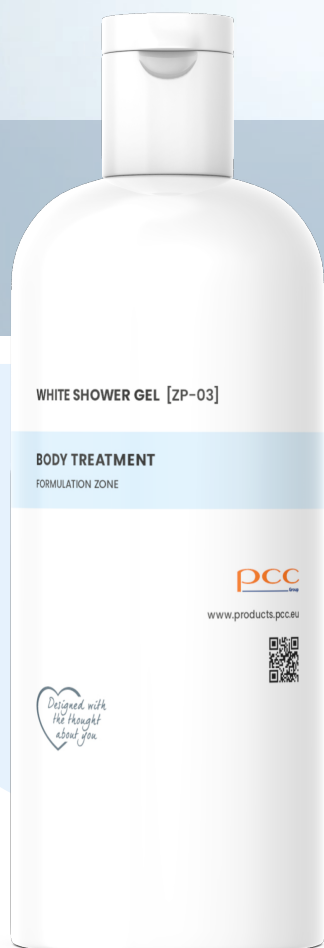 WHITE SHOWER GEL [ZP-03]
BODY TREATMENT
FORMULATION ZONE
pcc
Group
www.products.pcc.eu
Designed with
the thought
about you